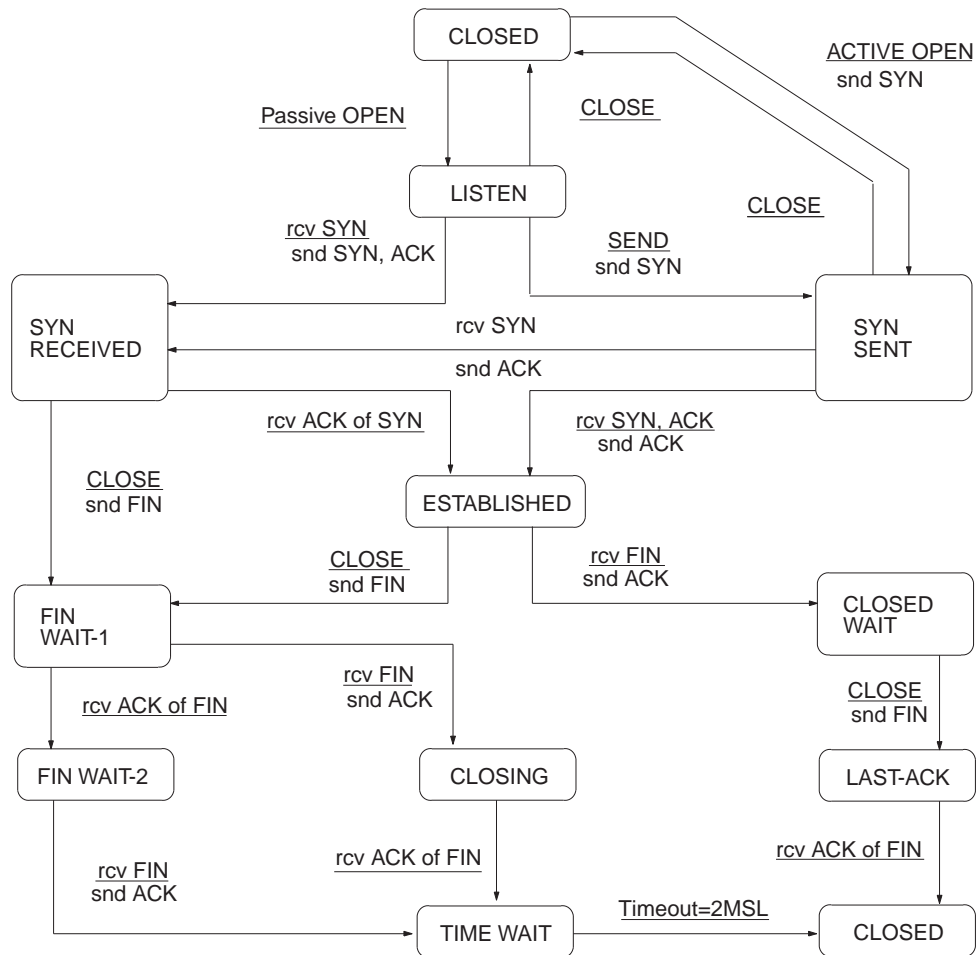 CLOSED
ACTIVE OPEN
snd SYN
Passive OPEN
CLOSE
LISTEN
CLOSE
rcv SYN
snd SYN, ACK
SEND
snd SYN
SYN
RECEIVED
rcv SYN
snd ACK
SYN
SENT
rcv ACK of SYN
rcv SYN, ACK
snd ACK
CLOSE
snd FIN
ESTABLISHED
CLOSE
snd FIN
rcv FIN
snd ACK
FIN
WAIT-1
CLOSED
WAIT
rcv FIN
snd ACK
rcv ACK of FIN
CLOSE
snd FIN
FIN WAIT-2
CLOSING
LAST-ACK
rcv FIN
snd ACK
rcv ACK of FIN
rcv ACK of FIN
TIME WAIT
Timeout=2MSL
CLOSED